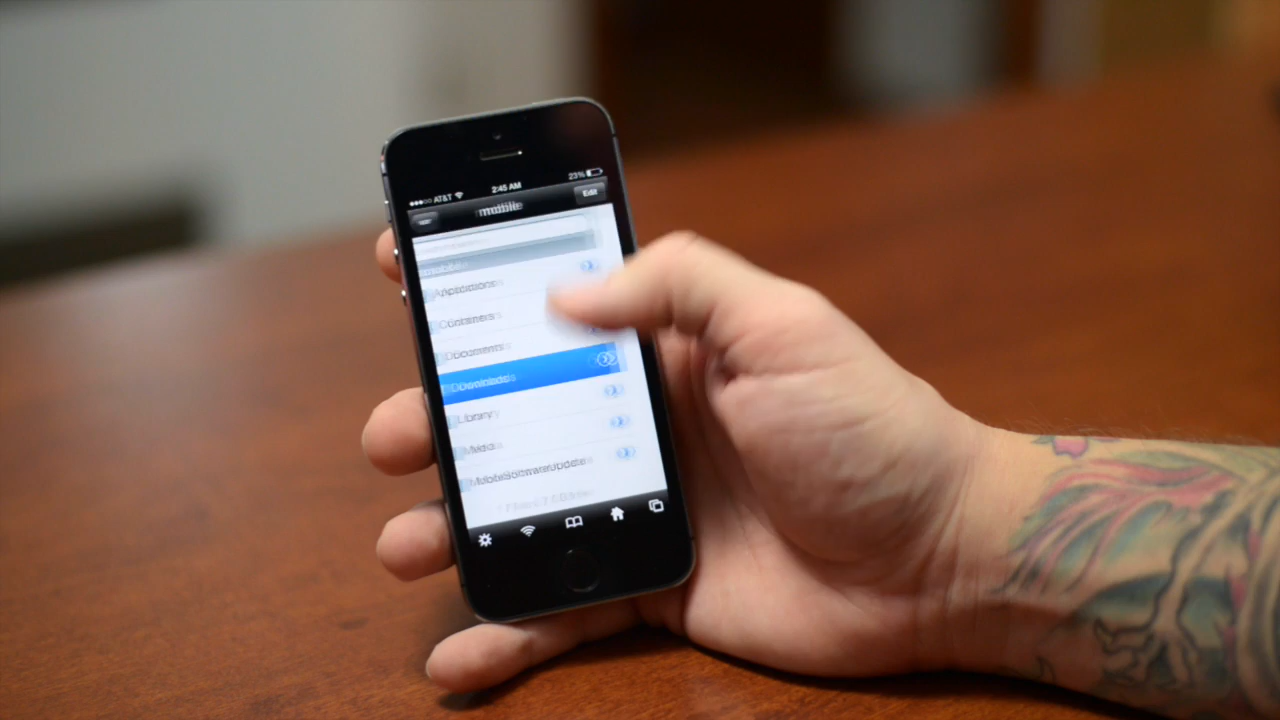 AT&T 2:45 AM 23%
mobile Edit
Applications
Containers
Documents
Downloads
Library
Media
MobileSoftwareUpdate